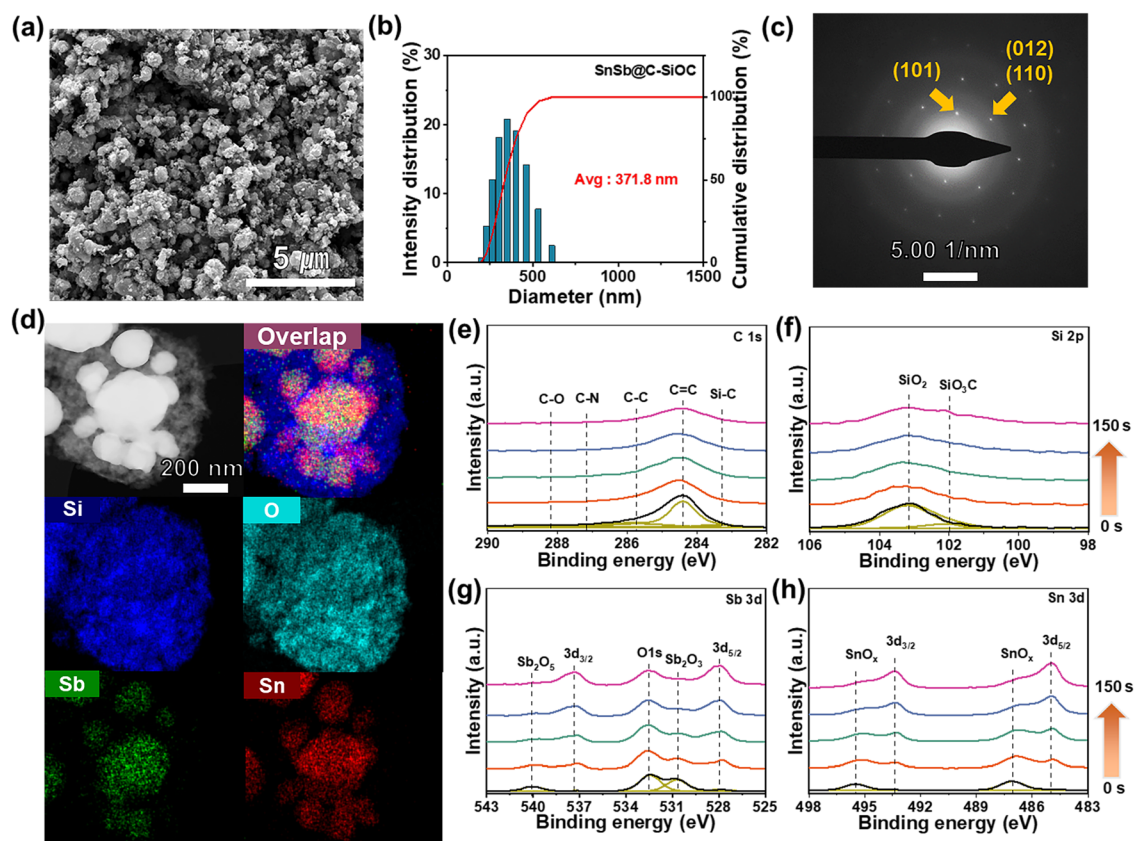 (a)
5 μm
(b)
SnSb@C-SiOC
Avg : 371.8 nm
Intensity distribution (%)
30
20
10
0
Cumulative distribution (%)
100
50
0
0 500 1000 1500
Diameter (nm)
(c)
(101)
(012)
(110)
5.00 1/nm
(d)
200 nm
Overlap
Si
O
Sb
Sn
(e)
C 1s
C-O C-N C-C C=C Si-C
Intensity (a.u.)
290 288 286 284 282
Binding energy (eV)
(f)
Si 2p
SiO₂ SiO₃C
Intensity (a.u.)
106 104 102 100 98
Binding energy (eV)
150 s
0 s
(g)
Sb 3d
Sb₂O₅ 3d₃/₂ O1s Sb₂O₃ 3d₅/₂
Intensity (a.u.)
543 540 537 534 531 528 525
Binding energy (eV)
(h)
Sn 3d
SnOₓ 3d₃/₂ SnOₓ 3d₅/₂
Intensity (a.u.)
498 495 492 489 486 483
Binding energy (eV)
150 s
0 s